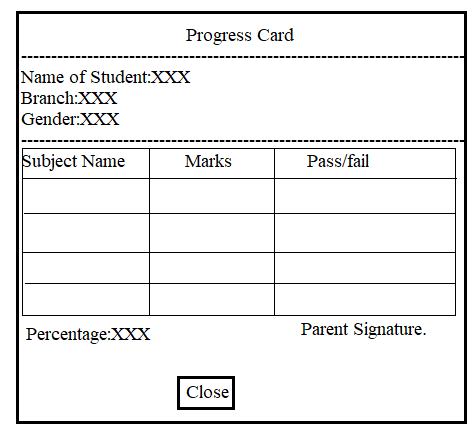 Progress Card
Name of Student:XXX
Branch:XXX
Gender:XXX
Subject Name Marks Pass/fail
Percentage:XXX Parent Signature.
Close